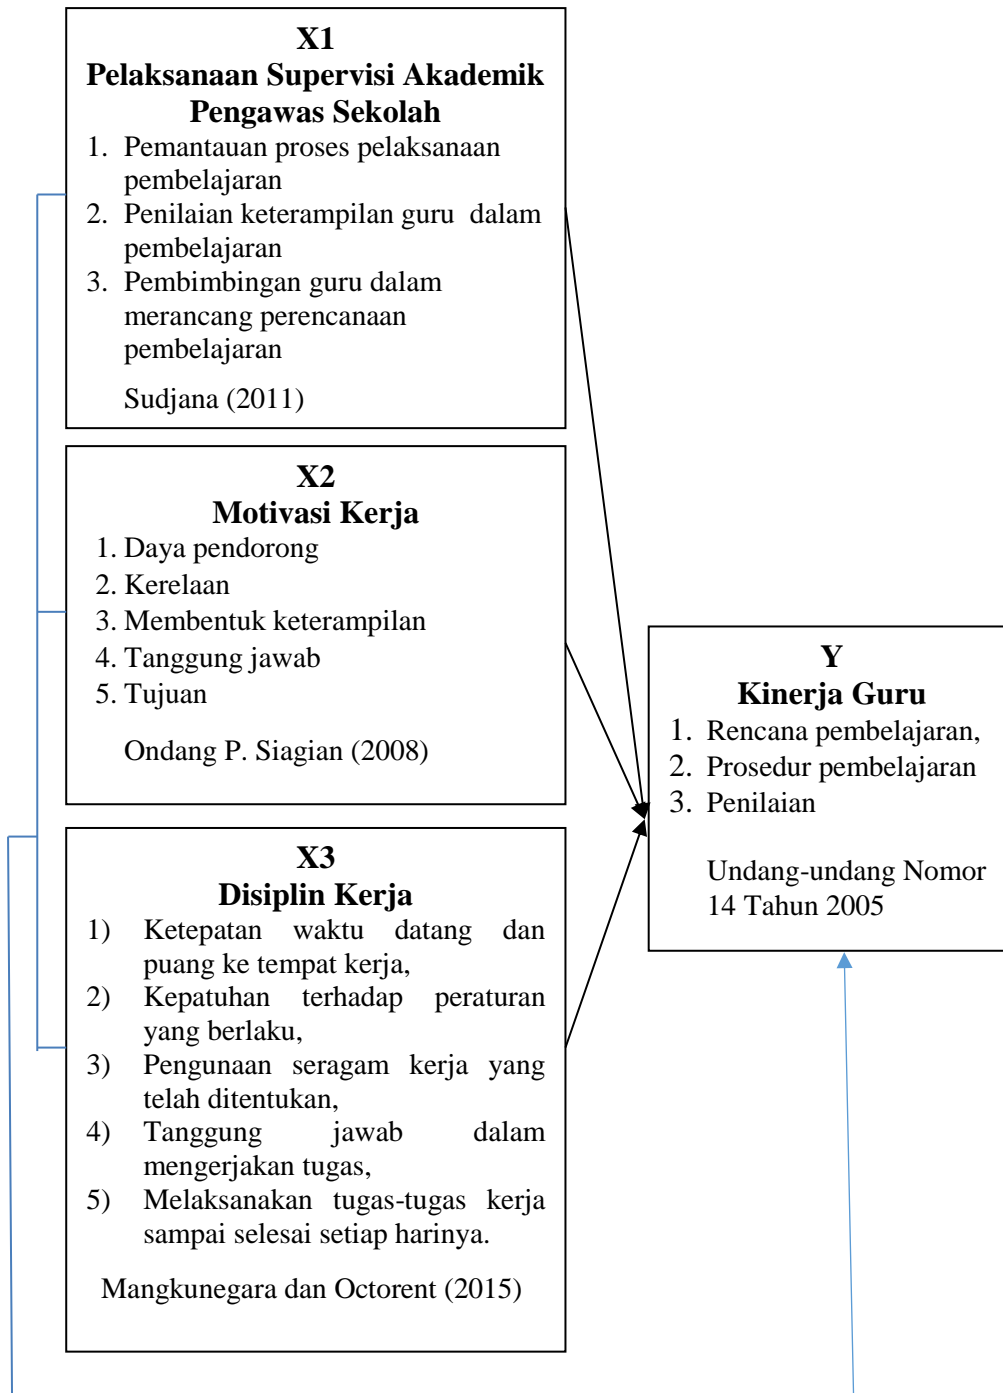 X1
Pelaksanaan Supervisi Akademik
Pengawas Sekolah
1. Pemantauan proses pelaksanaan
pembelajaran
2. Penilaian keterampilan guru dalam
pembelajaran
3. Pembimbingan guru dalam
merancang perencanaan
pembelajaran
Sudjana (2011)
X2
Motivasi Kerja
1. Daya pendorong
2. Kerelaan
3. Membentuk keterampilan
4. Tanggung jawab
5. Tujuan
Ondang P. Siagian (2008)
X3
Disiplin Kerja
1) Ketepatan waktu datang dan
puang ke tempat kerja,
2) Kepatuhan terhadap peraturan
yang berlaku,
3) Pengunaan seragam kerja yang
telah ditentukan,
4) Tanggung jawab dalam
mengerjakan tugas,
5) Melaksanakan tugas-tugas kerja
sampai selesai setiap harinya.
Mangkunegara dan Octorent (2015)
Y
Kinerja Guru
1. Rencana pembelajaran,
2. Prosedur pembelajaran
3. Penilaian
Undang-undang Nomor
14 Tahun 2005